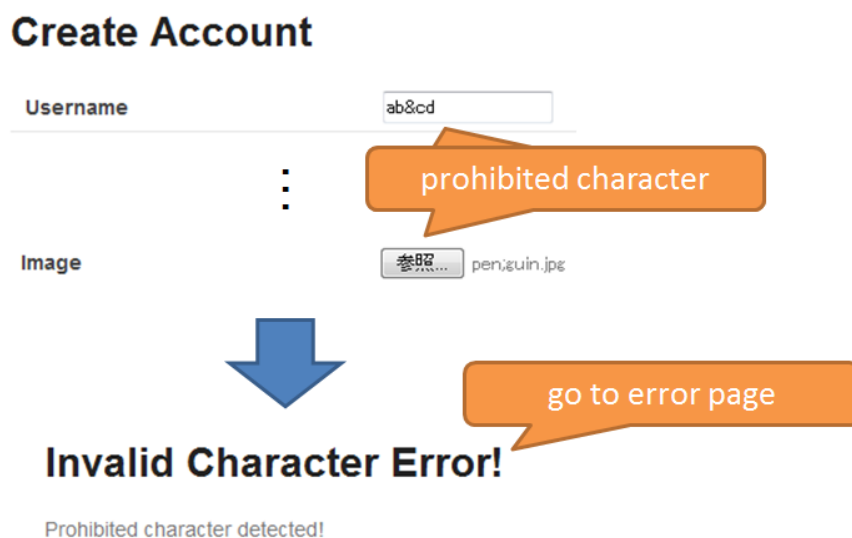 Create Account
Username
ab&cd
prohibited character
Image
参照...
pen;guin.jpg
go to error page
Invalid Character Error!
Prohibited character detected!